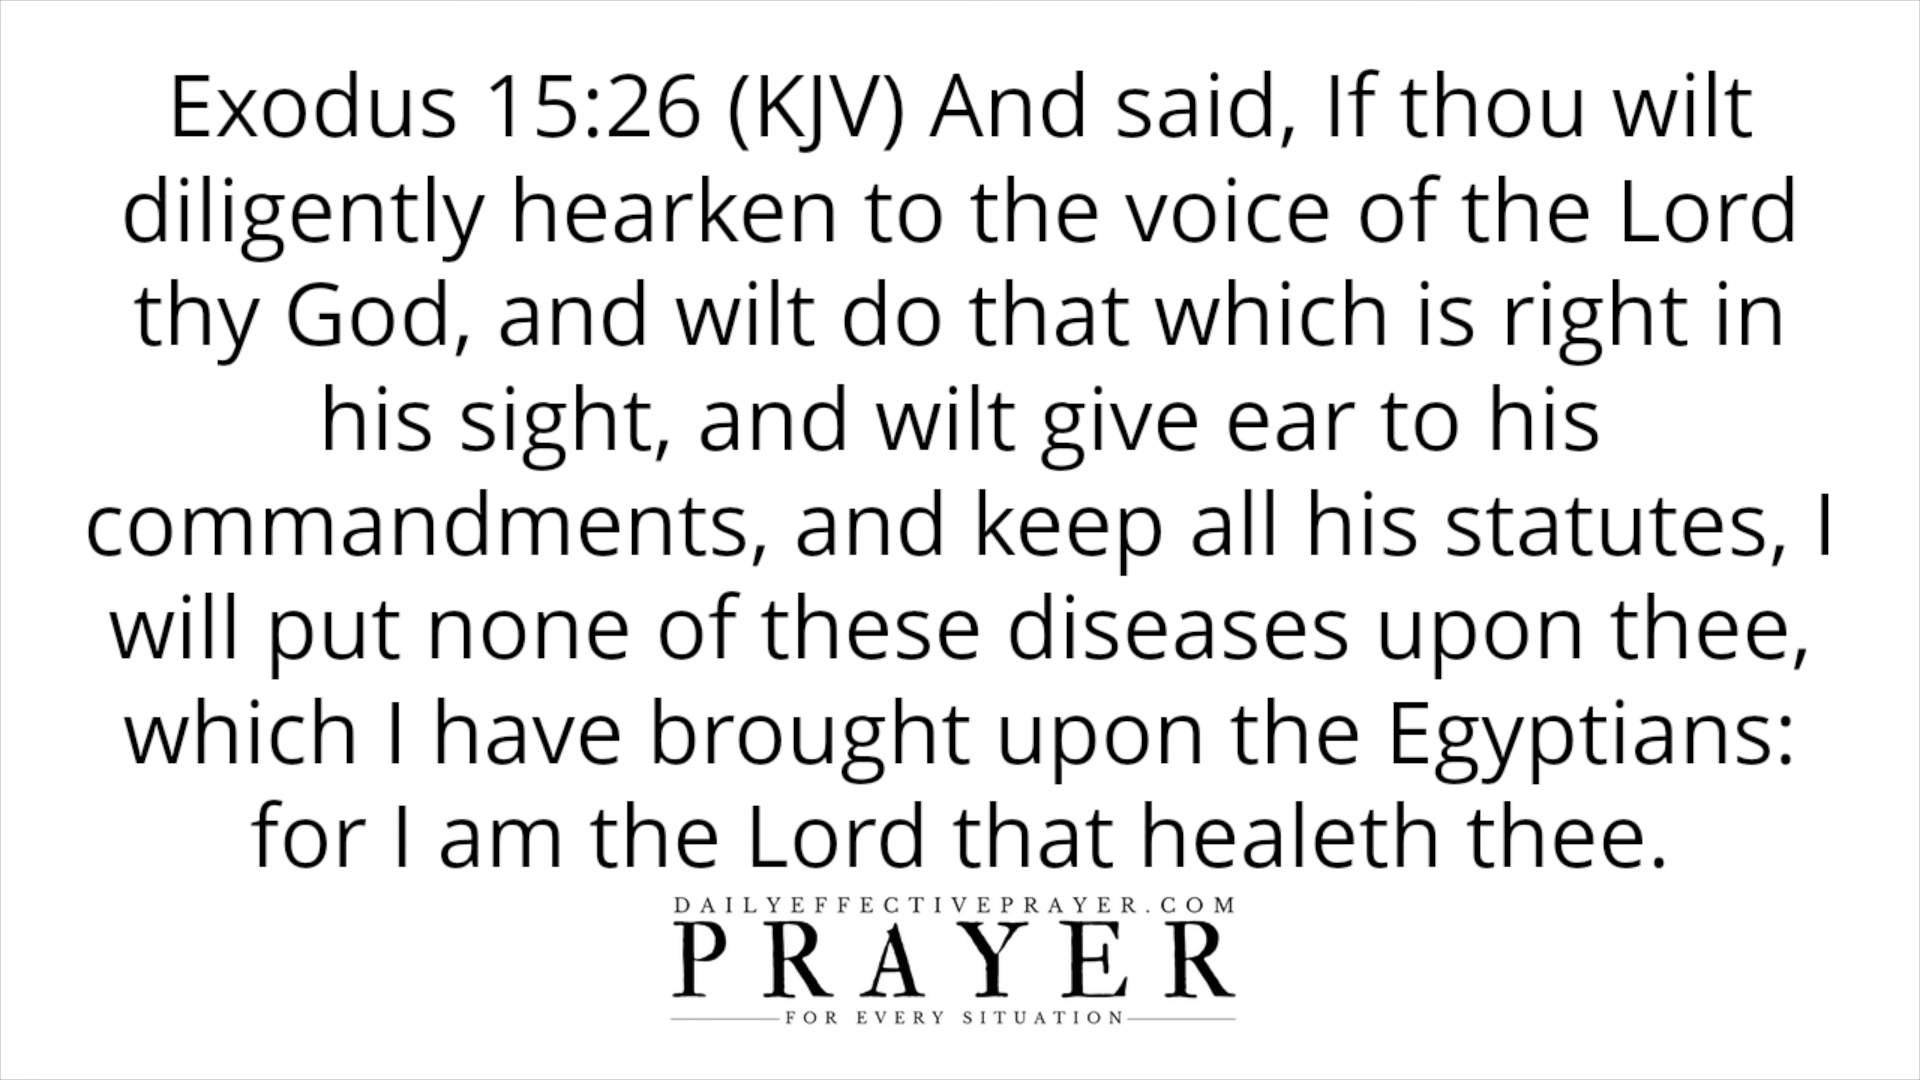 Exodus 15:26 (KJV) And said, If thou wilt
diligently hearken to the voice of the Lord
thy God, and wilt do that which is right in
his sight, and wilt give ear to his
commandments, and keep all his statutes, I
will put none of these diseases upon thee,
which I have brought upon the Egyptians:
for I am the Lord that healeth thee.
DAILYEFFECTIVEPRAYER.COM
PRAYER
FOR EVERY SITUATION